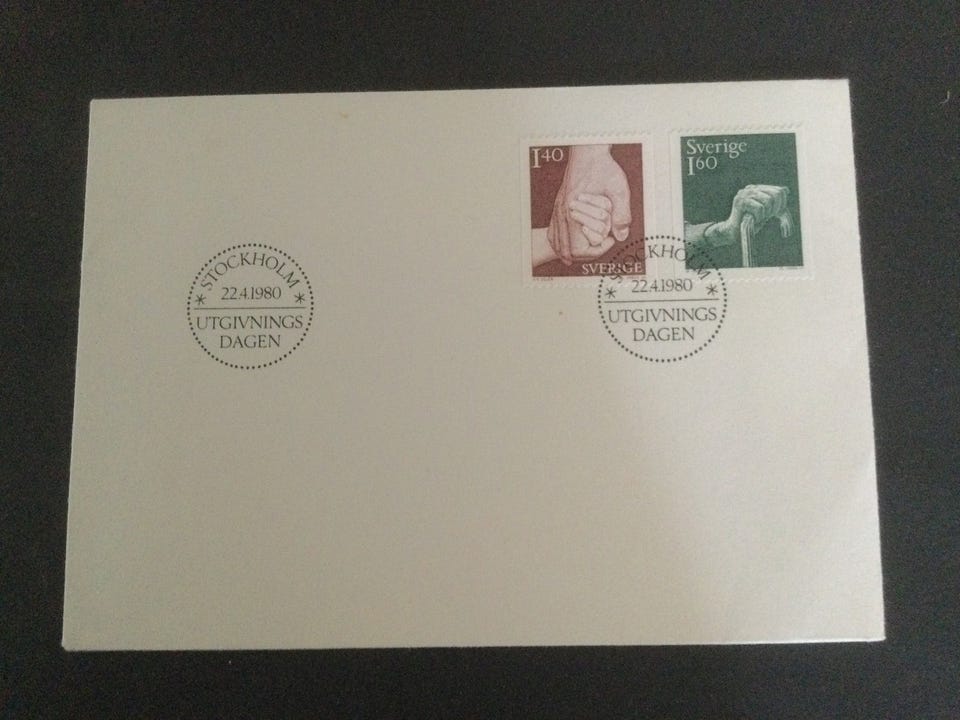 1 40
SVERIGE
Sverige
1 60
STOCKHOLM
22.4.1980
UTGIVNINGS
DAGEN
STOCKHOLM
22.4.1980
UTGIVNINGS
DAGEN